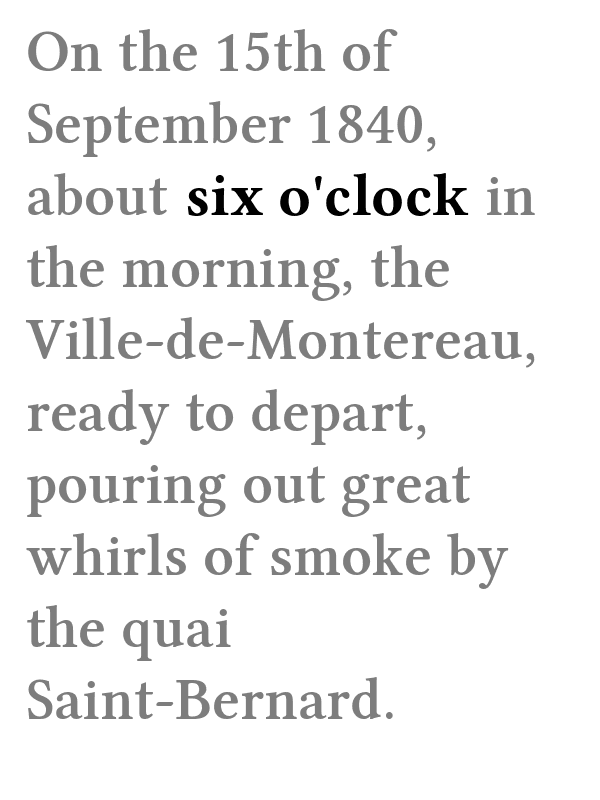 On the 15th of
September 1840,
about six o'clock in
the morning, the
Ville-de-Montereau,
ready to depart,
pouring out great
whirls of smoke by
the quai
Saint-Bernard.